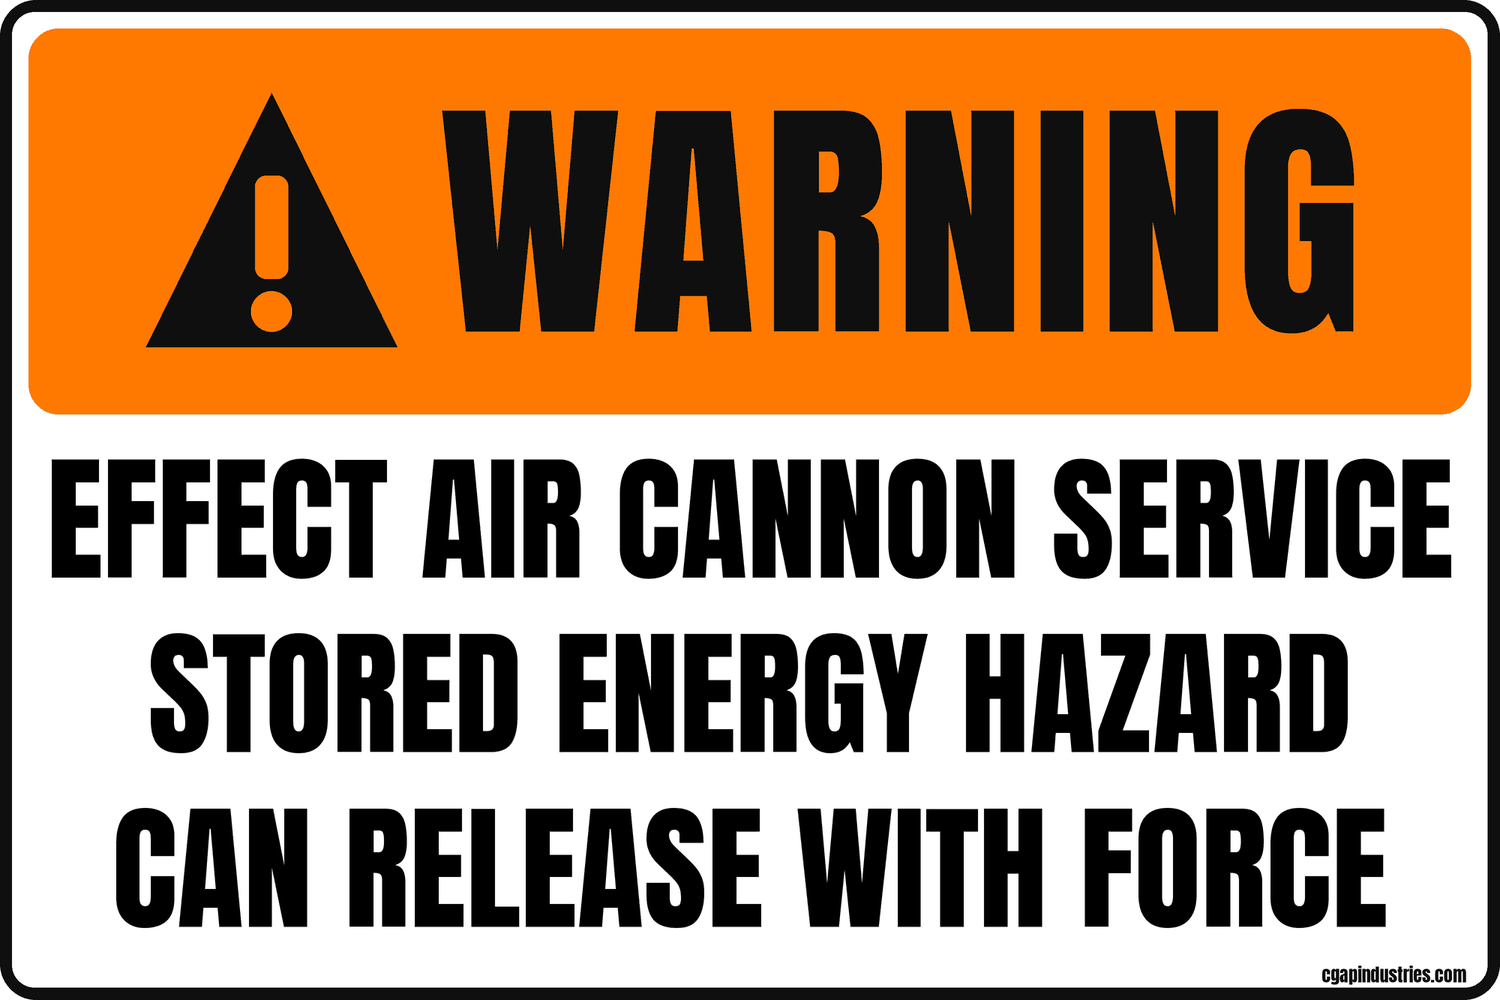 WARNING
EFFECT AIR CANNON SERVICE
STORED ENERGY HAZARD
CAN RELEASE WITH FORCE
cgapindustries.com